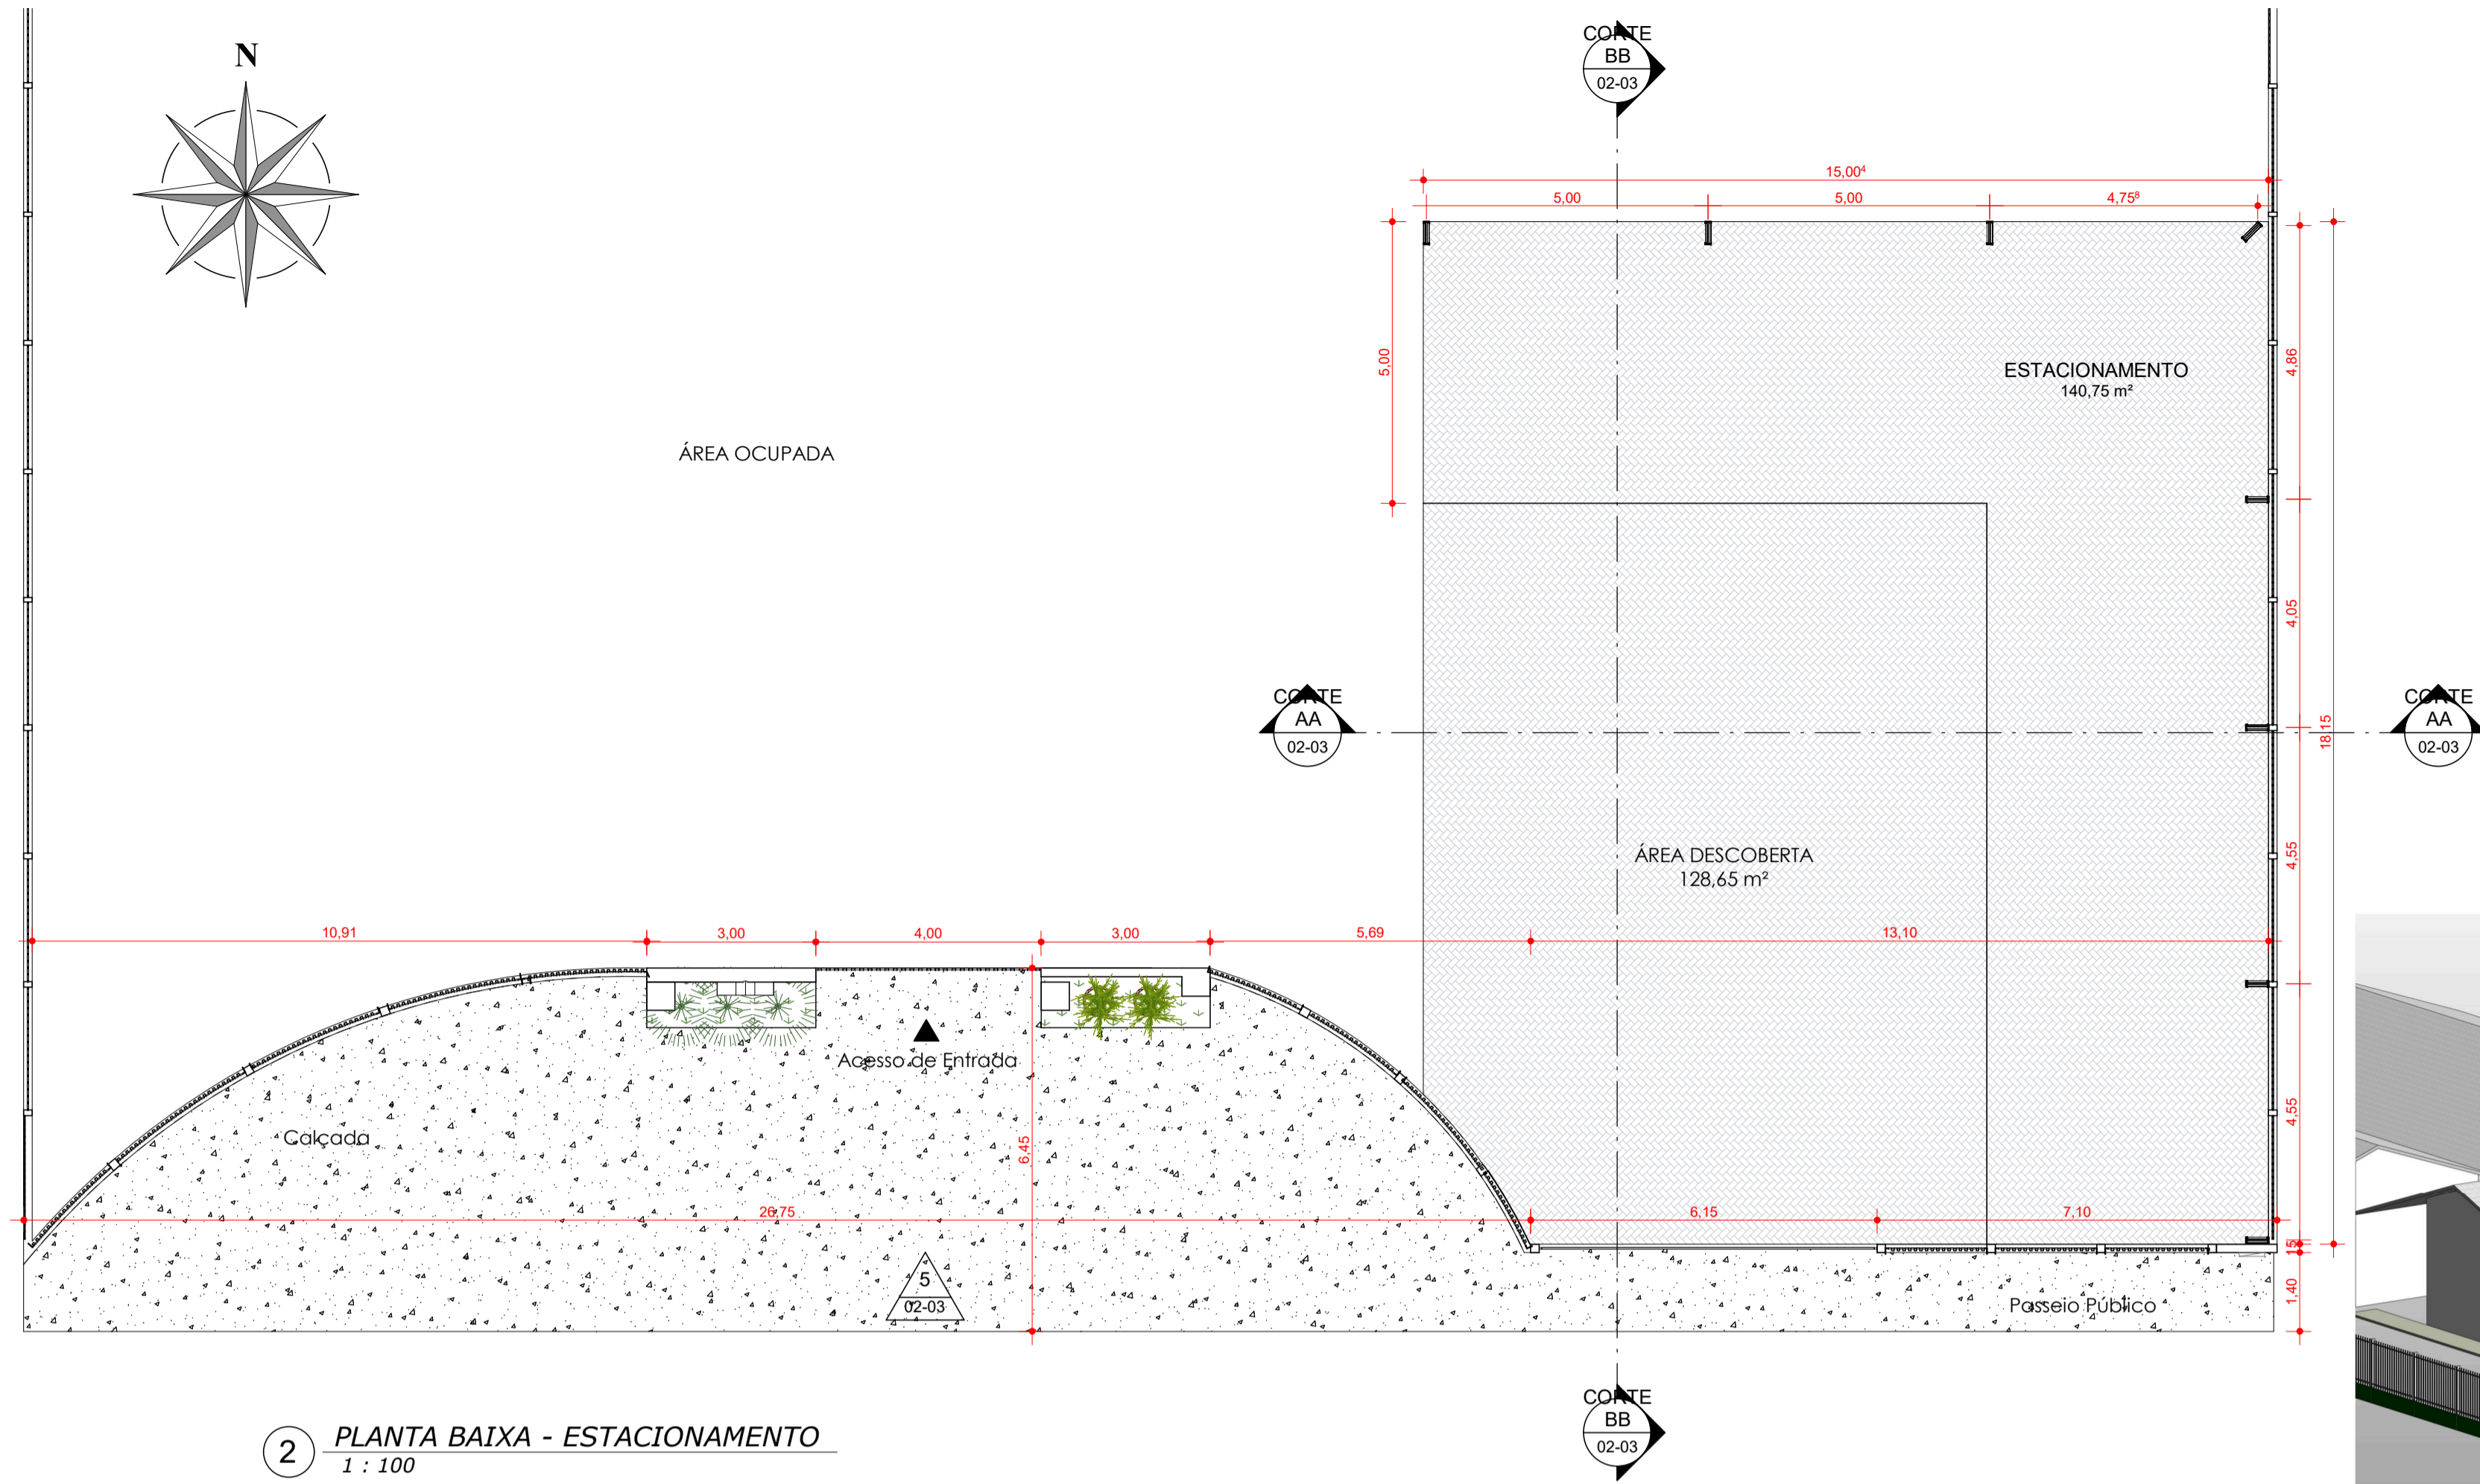 N
CORTE
BB
02-03
15,00⁴
5,00
5,00
4,75⁸
5,00
ESTACIONAMENTO
140,75 m²
4,86
ÁREA OCUPADA
4,05
CORTE
AA
02-03
18,15
CORTE
AA
02-03
ÁREA DESCOBERTA
128,65 m²
4,55
10,91
3,00
4,00
3,00
5,69
13,10
Acesso de Entrada
Calçada
6,45
4,55
26,75
6,15
7,10
15
5
02-03
Passeio Público
1,40
CORTE
BB
02-03
2
PLANTA BAIXA - ESTACIONAMENTO
1 : 100